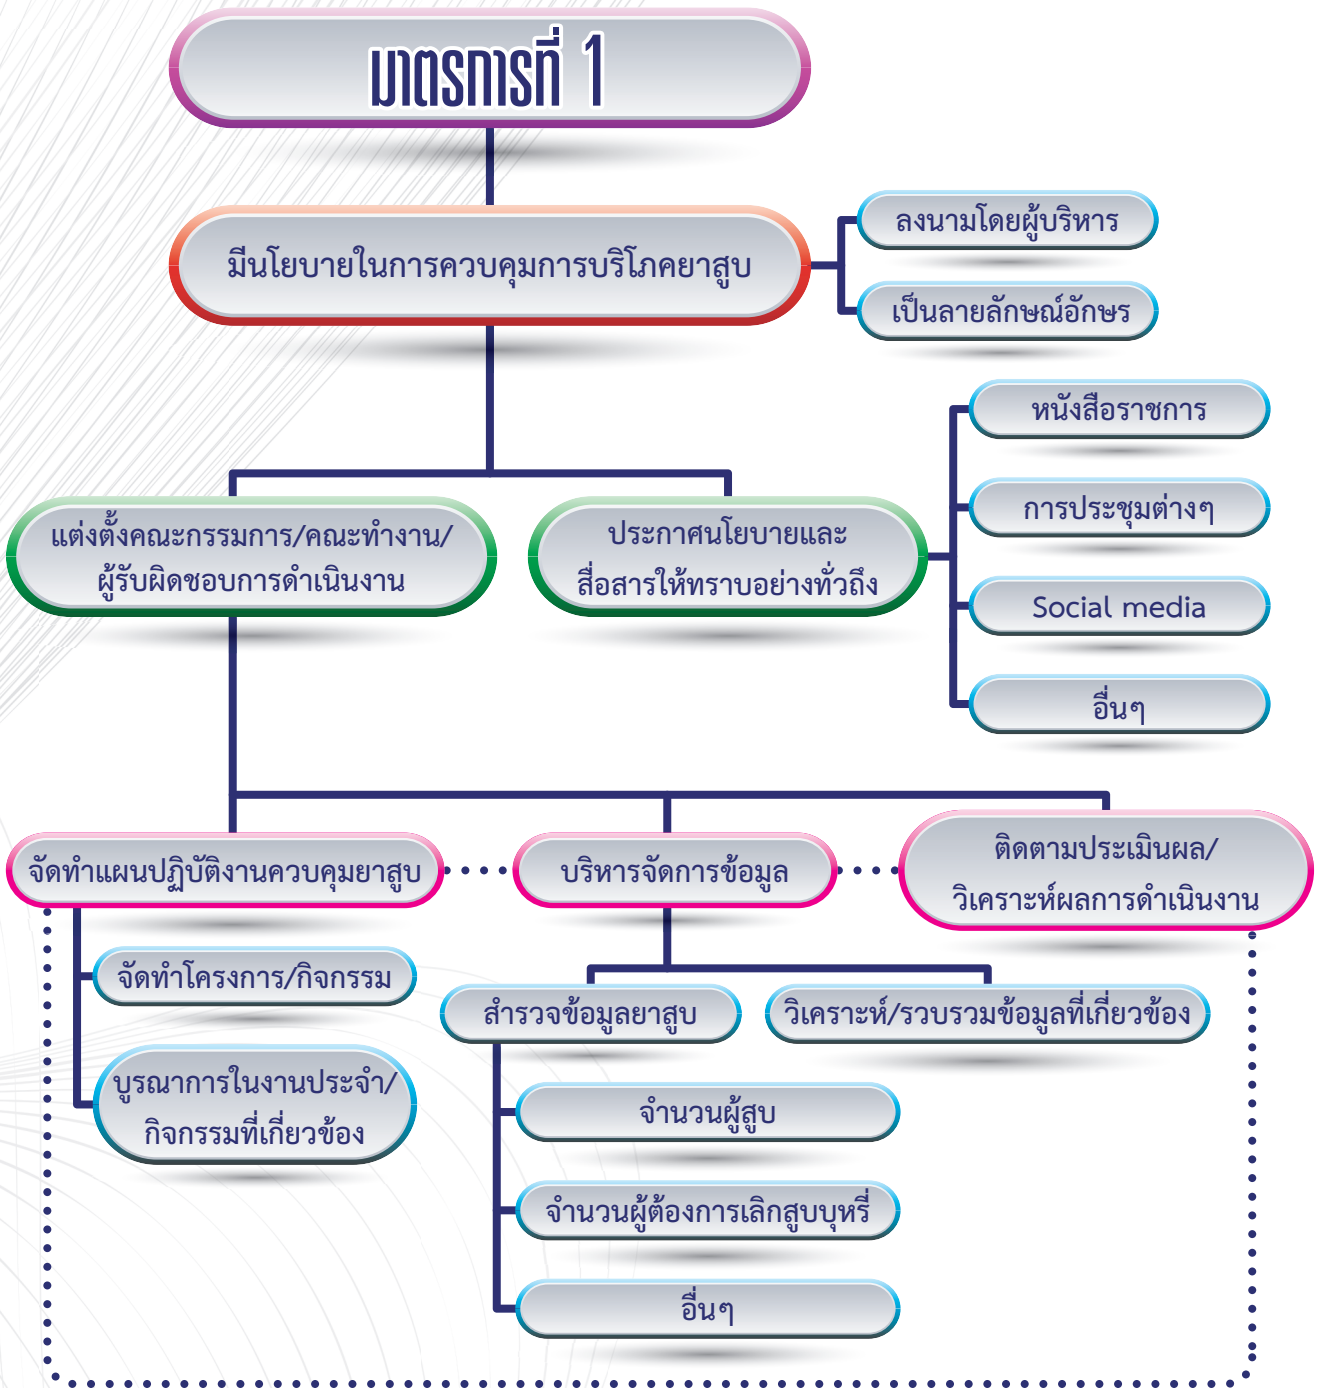 มาตรการที่ 1
มีนโยบายในการควบคุมการบริโภคยาสูบ
ลงนามโดยผู้บริหาร
เป็นลายลักษณ์อักษร
หนังสือราชการ
การประชุมต่างๆ
Social media
อื่นๆ
แต่งตั้งคณะกรรมการ/คณะทำงาน/
ผู้รับผิดชอบการดำเนินงาน
ประกาศนโยบายและ
สื่อสารให้ทราบอย่างทั่วถึง
จัดทำแผนปฏิบัติงานควบคุมยาสูบ
บริหารจัดการข้อมูล
ติดตามประเมินผล/
วิเคราะห์ผลการดำเนินงาน
จัดทำโครงการ/กิจกรรม
บูรณาการในงานประจำ/
กิจกรรมที่เกี่ยวข้อง
สำรวจข้อมูลยาสูบ
วิเคราะห์/รวบรวมข้อมูลที่เกี่ยวข้อง
จำนวนผู้สูบ
จำนวนผู้ต้องการเลิกสูบบุหรี่
อื่นๆ